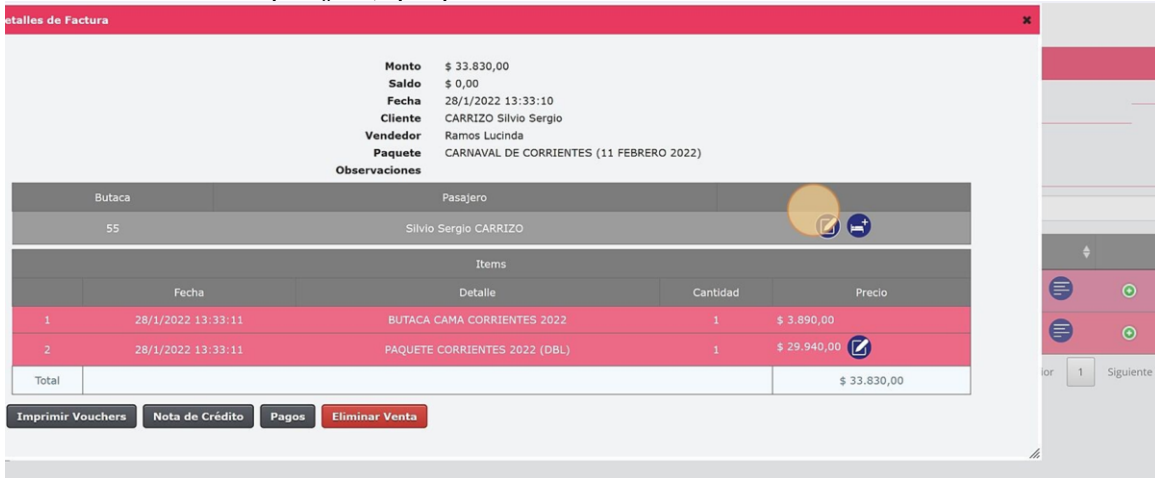 etalles de Factura
Monto $ 33.830,00
Saldo $ 0,00
Fecha 28/1/2022 13:33:10
Cliente CARRIZO Silvio Sergio
Vendedor Ramos Lucinda
Paquete CARNAVAL DE CORRIENTES (11 FEBRERO 2022)
Observaciones
Butaca Pasajero
55 Silvio Sergio CARRIZO
Items
Fecha Detalle Cantidad Precio
1 28/1/2022 13:33:11 BUTACA CAMA CORRIENTES 2022 1 $ 3.890,00
2 28/1/2022 13:33:11 PAQUETE CORRIENTES 2022 (DBL) 1 $ 29.940,00
Total $ 33.830,00
Imprimir Vouchers Nota de Crédito Pagos Eliminar Venta
ior 1 Siguiente